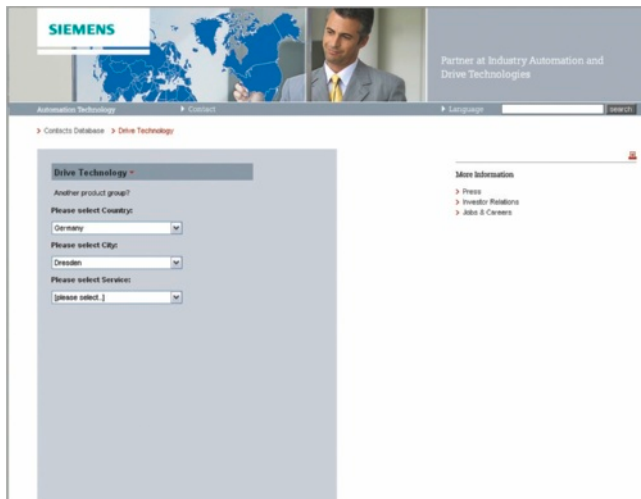 SIEMENS
Partner at Industry Automation and
Drive Technologies
Automation Technology
Contact
Language
search
Contacts Database
Drive Technology
Drive Technology
Another product group?
Please select Country:
Germany
Please select City:
Dresden
Please select Service:
[please select..]
More Information
Press
Investor Relations
Jobs & Careers